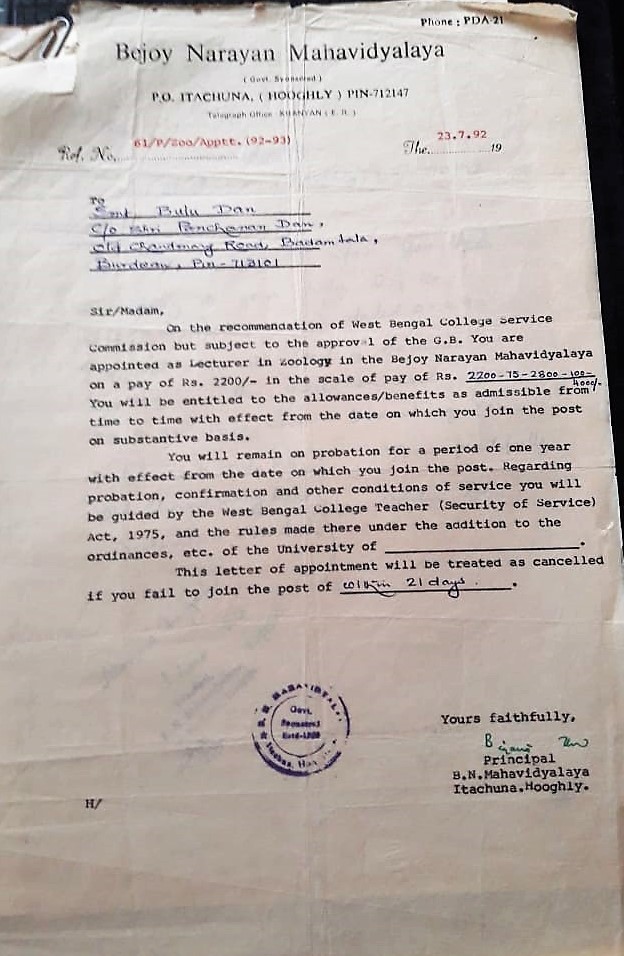 Phone : PDA-21
Bejoy Narayan Mahavidyalaya
( Govt. Sponsored )
P.O. ITACHUNA, ( HOOGHLY ) PIN-712147
Telegraph Office KHANYAN ( E. R. )
Ref. No. 61/P/Zoo/Apptt. (92-93)
The 23.7.92 19
To
Smt. Bulu Dan
C/o Shri Panchanan Dan,
Old Chandmary Road, Badamtala,
Burdwan, Pin - 713101
Sir/Madam,
On the recommendation of West Bengal College Service
Commission but subject to the approv l of the G.B. You are
appointed as Lecturer in Zoology in the Bejoy Narayan Mahavidyalaya
on a pay of Rs. 2200/- in the scale of pay of Rs. 2200-75-2800-100-
4000/-
You will be entitled to the allowances/benefits as admissible from
time to time with effect from the date on which you join the post
on substantive basis.
You will remain on probation for a period of one year
with effect from the date on which you join the post. Regarding
probation, confirmation and other conditions of service you will
be guided by the West Bengal College Teacher (Security of Service)
Act, 1975, and the rules made there under the addition to the
ordinances, etc. of the University of .
This letter of appointment will be treated as cancelled
if you fail to join the post of within 21 days. .
Govt.
Sponsored
Estd-1950
Yours faithfully,
Principal
B.N.Mahavidyalaya
Itachuna.Hooghly.
H/